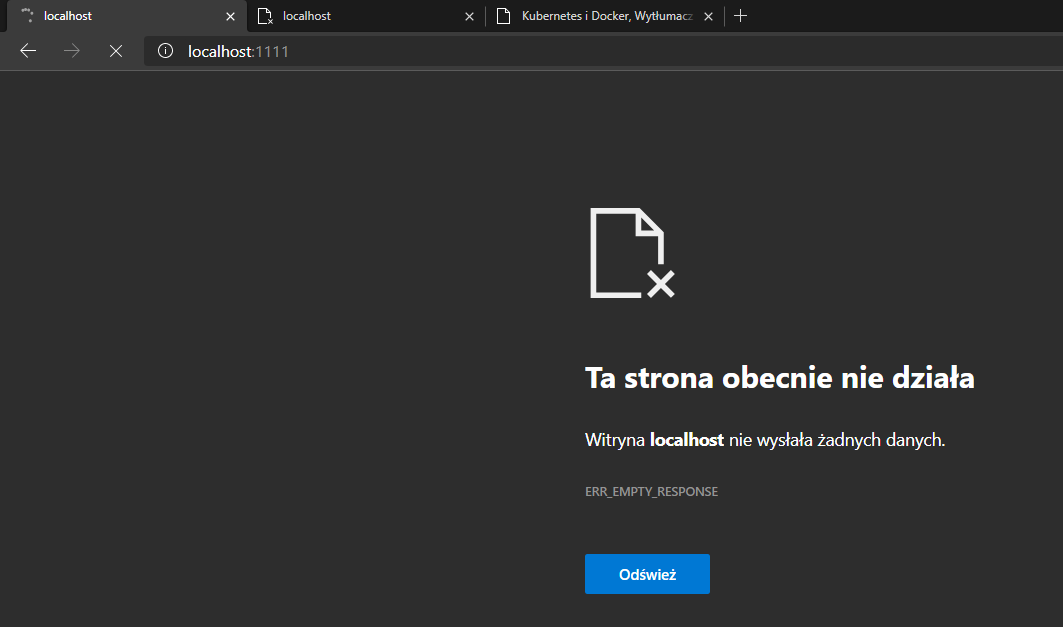 localhost
localhost
Kubernetes i Docker, Wytłumacz
localhost:1111
Ta strona obecnie nie działa
Witryna localhost nie wysłała żadnych danych.
ERR_EMPTY_RESPONSE
Odśwież